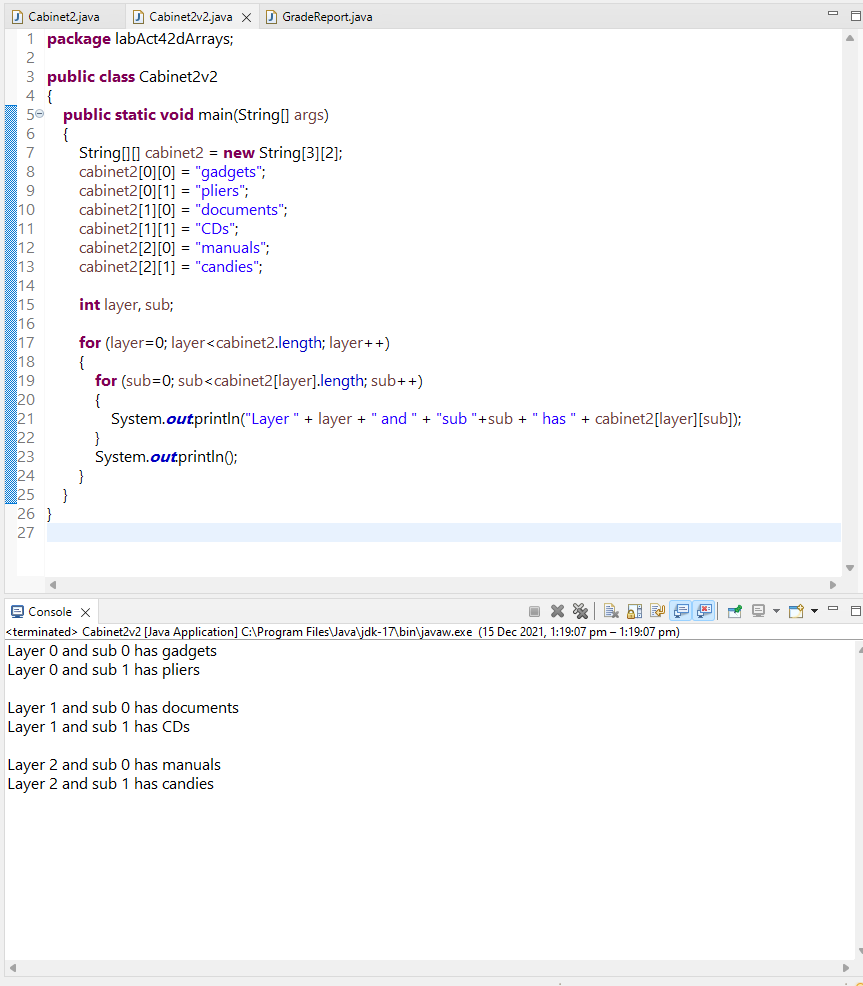 Cabinet2.java Cabinet2v2.java GradeReport.java
1 package labAct42dArrays;
2
3 public class Cabinet2v2
4 {
5 public static void main(String[] args)
6 {
7 String[][] cabinet2 = new String[3][2];
8 cabinet2[0][0] = "gadgets";
9 cabinet2[0][1] = "pliers";
10 cabinet2[1][0] = "documents";
11 cabinet2[1][1] = "CDs";
12 cabinet2[2][0] = "manuals";
13 cabinet2[2][1] = "candies";
14
15 int layer, sub;
16
17 for (layer=0; layer<cabinet2.length; layer++)
18 {
19 for (sub=0; sub<cabinet2[layer].length; sub++)
20 {
21 System.out.println("Layer " + layer + " and " + "sub "+sub + " has " + cabinet2[layer][sub]);
22 }
23 System.out.println();
24 }
25 }
26 }
27
Console
<terminated> Cabinet2v2 [Java Application] C:\Program Files\Java\jdk-17\bin\javaw.exe (15 Dec 2021, 1:19:07 pm – 1:19:07 pm)
Layer 0 and sub 0 has gadgets
Layer 0 and sub 1 has pliers
Layer 1 and sub 0 has documents
Layer 1 and sub 1 has CDs
Layer 2 and sub 0 has manuals
Layer 2 and sub 1 has candies